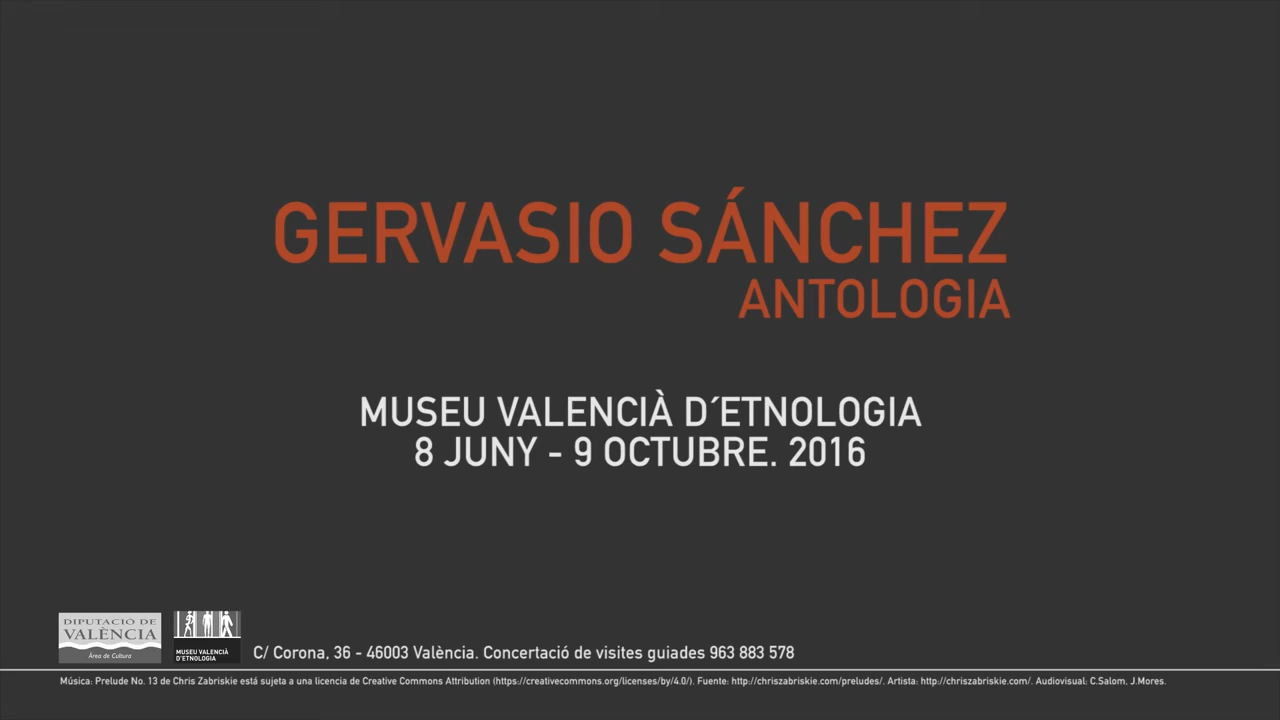 GERVASIO SÁNCHEZ
ANTOLOGIA
MUSEU VALENCIÀ D´ETNOLOGIA
8 JUNY - 9 OCTUBRE. 2016
DIPUTACIÓ DE
VALÈNCIA
Àrea de Cultura
MUSEU VALENCIÀ
D'ETNOLOGIA
C/ Corona, 36 - 46003 València. Concertació de visites guiades 963 883 578
Música: Prelude No. 13 de Chris Zabriskie está sujeta a una licencia de Creative Commons Attribution (https://creativecommons.org/licenses/by/4.0/). Fuente: http://chriszabriskie.com/preludes/. Artista: http://chriszabriskie.com/. Audiovisual: C.Salom, J.Mores.